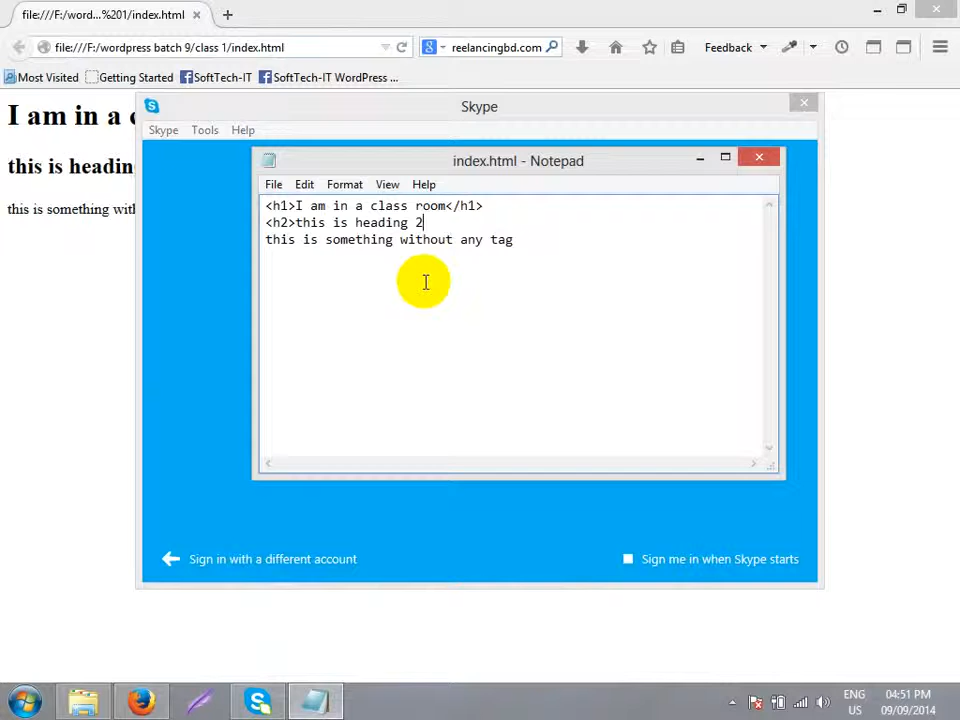 file:///F:/word...%201/index.html
file:///F:/wordpress batch 9/class 1/index.html
reelancingbd.com
Feedback
Most Visited
Getting Started
SoftTech-IT
SoftTech-IT WordPress ...
I am in a c
this is heading
this is something with
Skype
Skype Tools Help
index.html - Notepad
File Edit Format View Help
<h1>I am in a class room</h1>
<h2>this is heading 2
this is something without any tag
Sign in with a different account
Sign me in when Skype starts
ENG 04:51 PM
US 09/09/2014